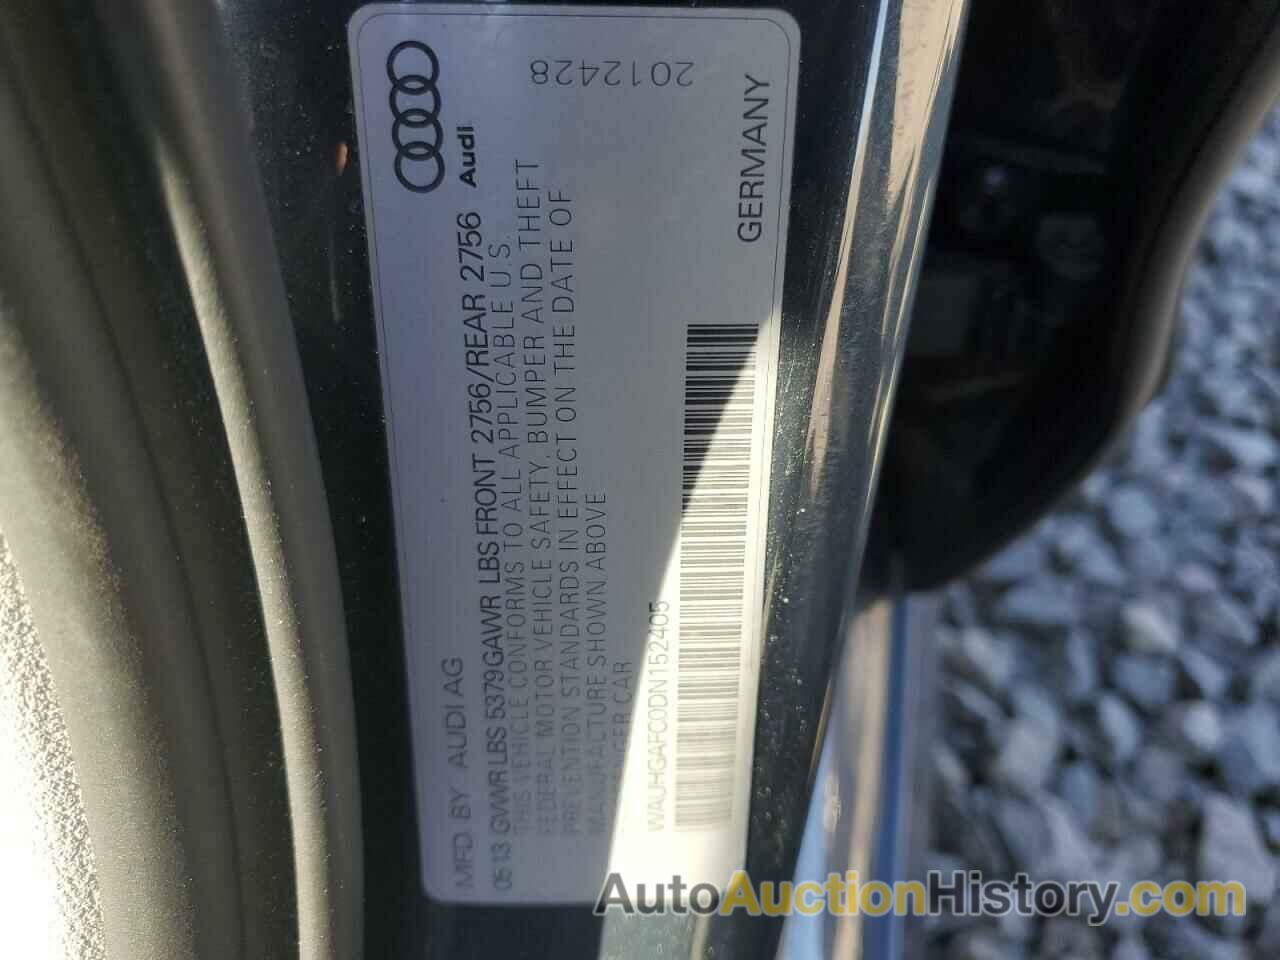 MFD BY AUDI AG
Audi
05 13 GVWR LBS 5379 GAWR LBS FRONT 2756/REAR 2756
THIS VEHICLE CONFORMS TO ALL APPLICABLE U.S.
FEDERAL MOTOR VEHICLE SAFETY, BUMPER AND THEFT
PREVENTION STANDARDS IN EFFECT ON THE DATE OF
MANUFACTURE SHOWN ABOVE
CAR
WAUHGAFC0DN152405
GERMANY
2012428
AutoAuctionHistory.com